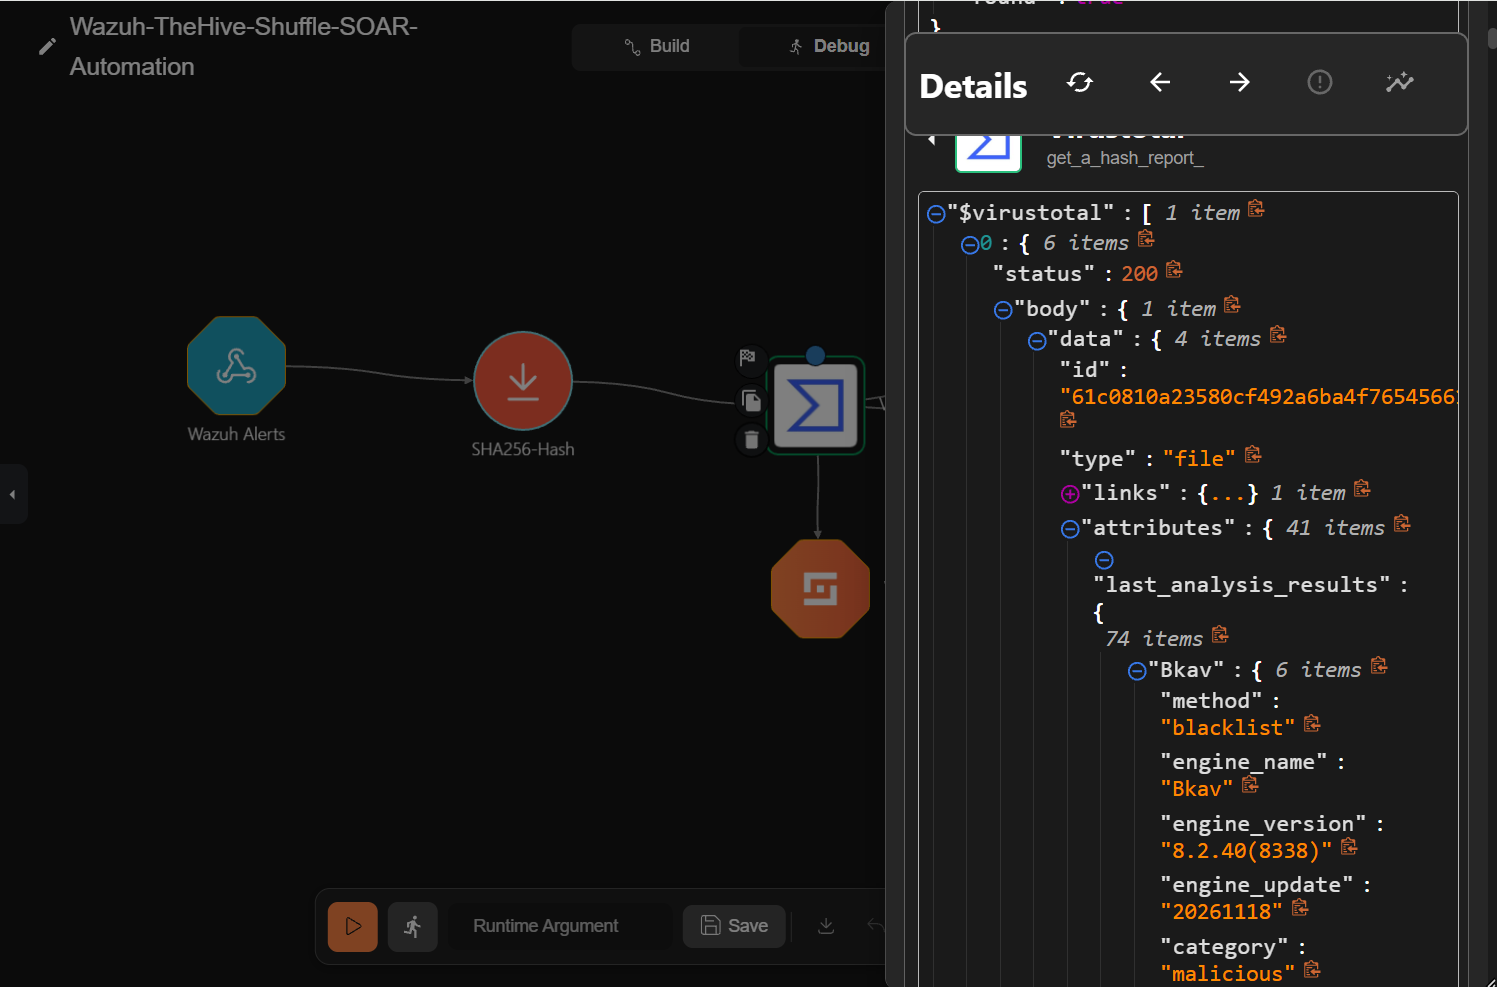 Wazuh-TheHive-Shuffle-SOAR-
Automation
Build
Debug
Wazuh Alerts
SHA256-Hash
Runtime Argument
Save
}
Details
get_a_hash_report_
"$virustotal" : [ 1 item
0 : { 6 items
"status" : 200
"body" : { 1 item
"data" : { 4 items
"id" :
"61c0810a23580cf492a6ba4f7654566
"type" : "file"
"links" : {...} 1 item
"attributes" : { 41 items
"last_analysis_results" :
{
74 items
"Bkav" : { 6 items
"method" :
"blacklist"
"engine_name" :
"Bkav"
"engine_version" :
"8.2.40(8338)"
"engine_update" :
"20261118"
"category" :
"malicious"